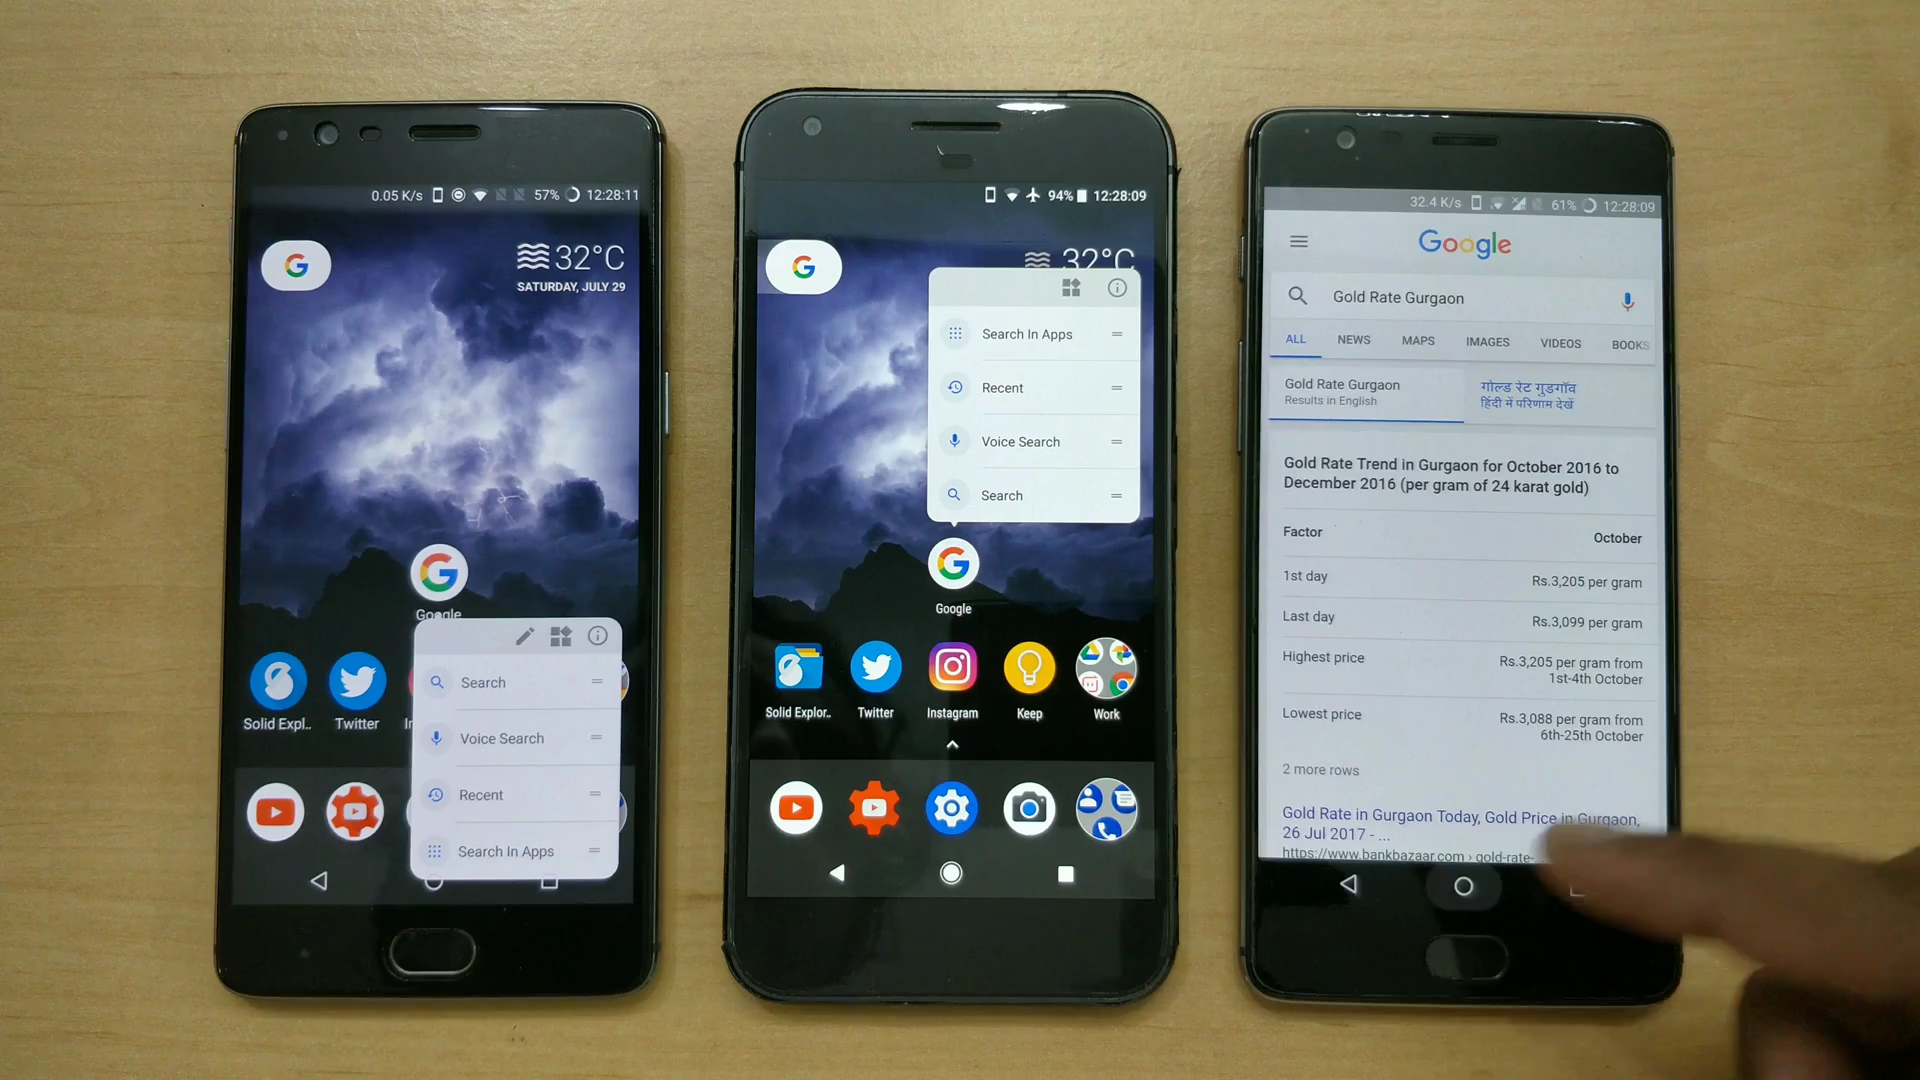 0.05 K/s 57% 12:28:11
G
32°C
SATURDAY, JULY 29
G
Google
Solid Expl..
Twitter
Search
Voice Search
Recent
Search In Apps
94% 12:28:09
G
32°C
Search In Apps
Recent
Voice Search
Search
G
Google
Solid Explor..
Twitter
Instagram
Keep
Work
32.4 K/s 61% 12:28:09
Google
Gold Rate Gurgaon
ALL NEWS MAPS IMAGES VIDEOS BOOKS
Gold Rate Gurgaon
Results in English
गोल्ड रेट गुडगाँव
हिंदी में परिणाम देखें
Gold Rate Trend in Gurgaon for October 2016 to
December 2016 (per gram of 24 karat gold)
Factor October
1st day Rs.3,205 per gram
Last day Rs.3,099 per gram
Highest price Rs.3,205 per gram from
1st-4th October
Lowest price Rs.3,088 per gram from
6th-25th October
2 more rows
Gold Rate in Gurgaon Today, Gold Price in Gurgaon,
26 Jul 2017 - ...
https://www.bankbazaar.com › gold-rate-